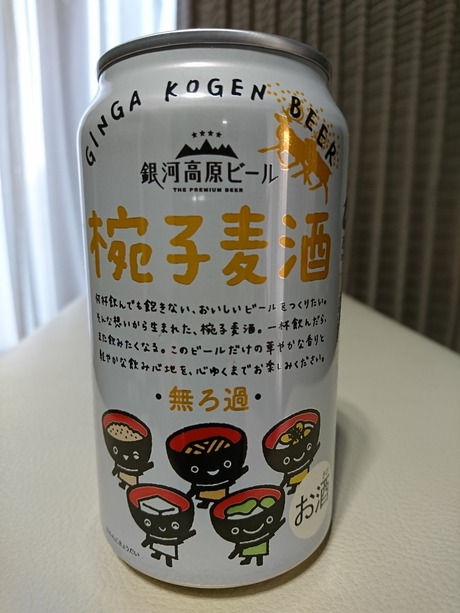 GINGA KOGEN BEER
銀河高原ビール
THE PREMIUM BEER
椀子麦酒
何杯飲んでも飽きない、おいしいビールをつくりたい。
そんな想いから生まれた、椀子麦酒。一杯飲んだら、
また飲みたくなる。このビールだけの華やかな香りと
軽やかな飲み心地を、心ゆくまでお楽しみください。
・無ろ過・
お酒